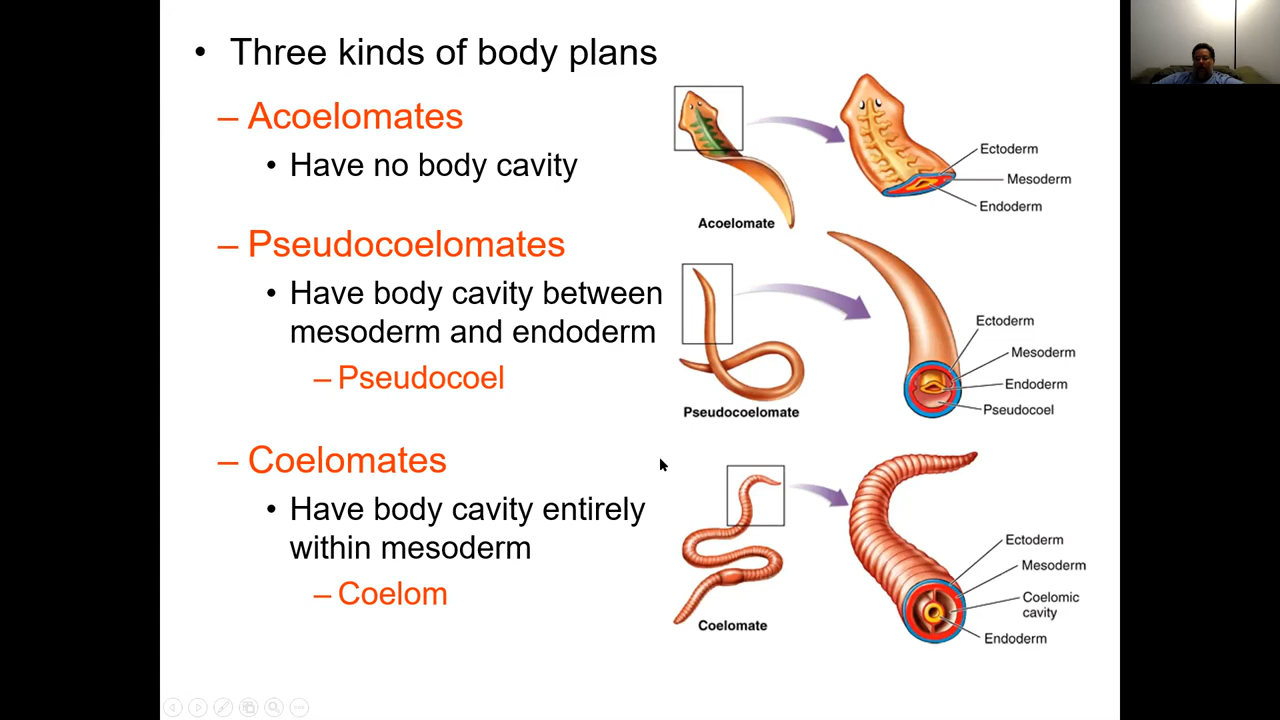 • Three kinds of body plans
– Acoelomates
• Have no body cavity
– Pseudocoelomates
• Have body cavity between
mesoderm and endoderm
– Pseudocoel
– Coelomates
• Have body cavity entirely
within mesoderm
– Coelom
Ectoderm
Mesoderm
Endoderm
Acoelomate
Ectoderm
Mesoderm
Endoderm
Pseudocoel
Pseudocoelomate
Ectoderm
Mesoderm
Coelomic
cavity
Endoderm
Coelomate